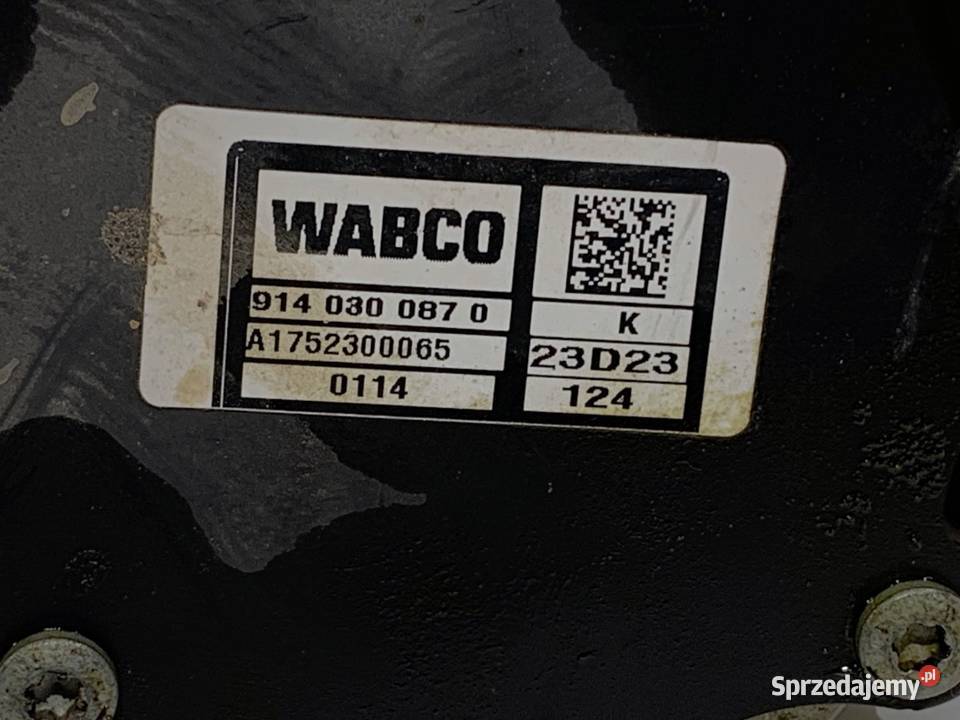 WABCO
914 030 087 0
K
A1752300065
23D23
0114
124
Sprzedajemy.pl